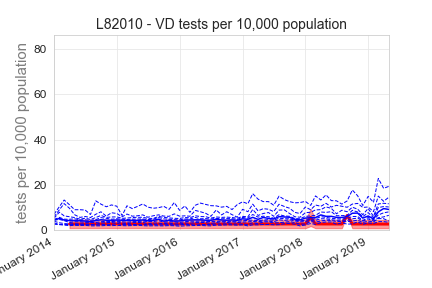 L82010 - VD tests per 10,000 population
tests per 10,000 population
80
60
40
20
0
2014
January 2015
January 2016
January 2017
January 2018
January 2019